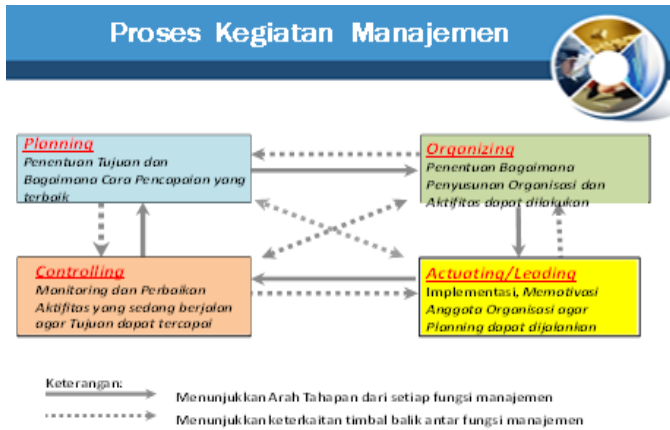 Proses Kegiatan Manajemen
Planning
Penentuan Tujuan dan
Bagaimana Cara Pencapaian yang
terbaik
Organizing
Penentuan Bagaimana
Penyusunan Organisasi dan
Aktifitas dapat dilakukan
Controlling
Monitoring dan Perbaikan
Aktifitas yang sedang berjalan
agar Tujuan dapat tercapai
Actuating/Leading
Implementasi, Memotivasi
Anggota Organisasi agar
Planning dapat dijalankan
Keterangan:
Menunjukkan Arah Tahapan dari setiap fungsi manajemen
Menunjukkan keterkaitan timbal balik antar fungsi manajemen